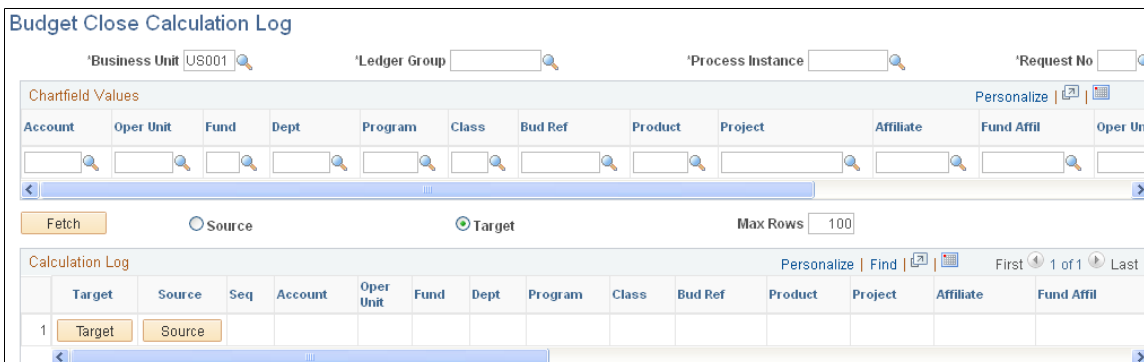 Budget Close Calculation Log
*Business Unit US001 *Ledger Group *Process Instance *Request No
Chartfield Values Personalize | |
Account Oper Unit Fund Dept Program Class Bud Ref Product Project Affiliate Fund Affil Oper Un
Fetch Source Target Max Rows 100
Calculation Log Personalize | Find | | First 1 of 1 Last
Target Source Seq Account Oper Unit Fund Dept Program Class Bud Ref Product Project Affiliate Fund Affil
1 Target Source